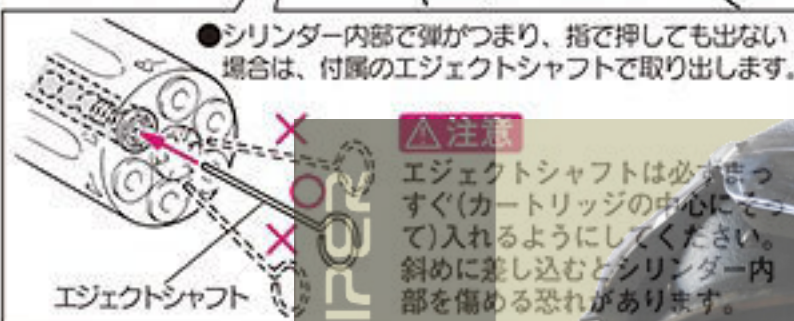 ●シリンダー内部で弾がつまり、指で押しても出ない
場合は、付属のエジェクトシャフトで取り出します。
⚠注意
エジェクトシャフトは必ずまっ
すぐ(カートリッジの中心にそっ
て)入れるようにしてください。
斜めに差し込むとシリンダー内
部を傷める恐れがあります。
エジェクトシャフト